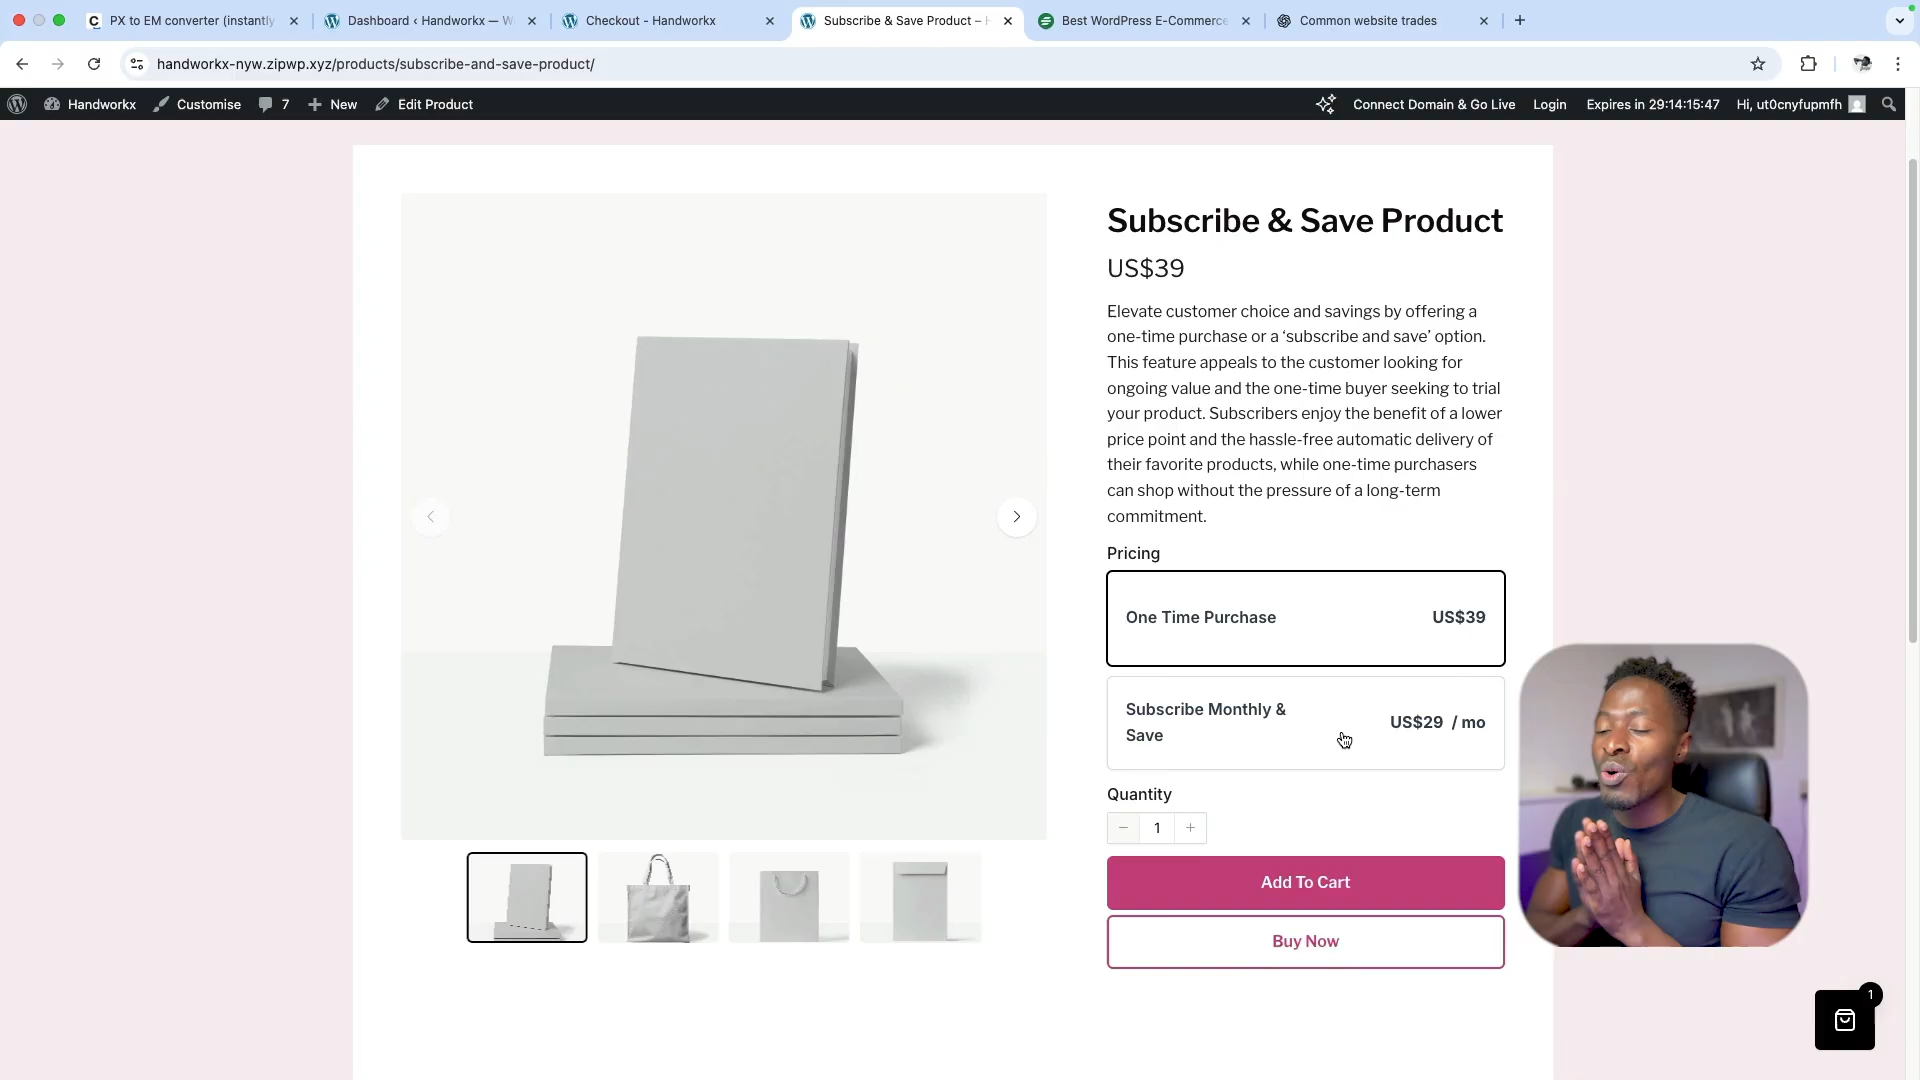 PX to EM converter (instantly
Dashboard ‹ Handworkx — W
Checkout - Handworkx
Subscribe & Save Product –
Best WordPress E-Commerce
Common website trades
handworkx-nyw.zipwp.xyz/products/subscribe-and-save-product/
Handworkx
Customise
7
New
Edit Product
Connect Domain & Go Live
Login
Expires in 29:14:15:47
Hi, ut0cnyfupmfh
Subscribe & Save Product
US$39
Elevate customer choice and savings by offering a
one-time purchase or a ‘subscribe and save’ option.
This feature appeals to the customer looking for
ongoing value and the one-time buyer seeking to trial
your product. Subscribers enjoy the benefit of a lower
price point and the hassle-free automatic delivery of
their favorite products, while one-time purchasers
can shop without the pressure of a long-term
commitment.
Pricing
One Time Purchase US$39
Subscribe Monthly &
Save
US$29 / mo
Quantity
− 1 +
Add To Cart
Buy Now
1